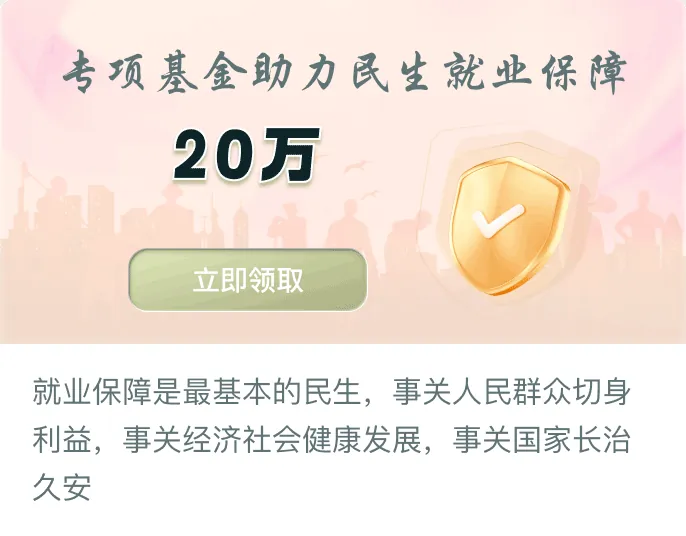 专项基金助力民生就业保障
20万
立即领取
就业保障是最基本的民生，事关人民群众切身
利益，事关经济社会健康发展，事关国家长治
久安